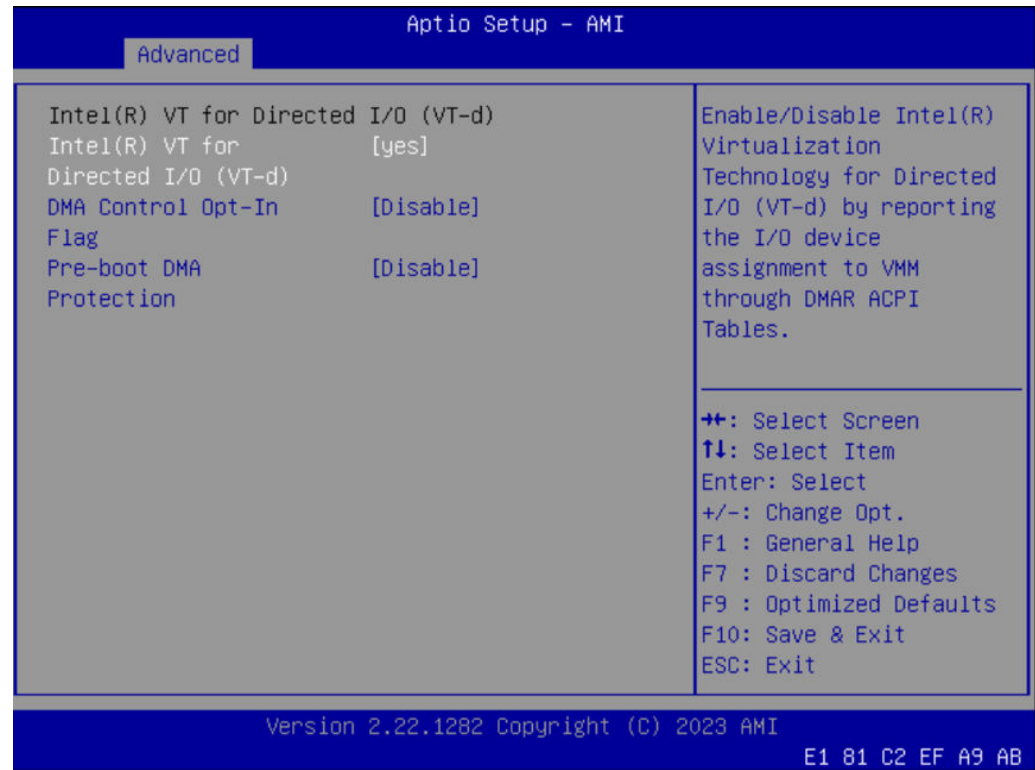 Aptio Setup – AMI
Advanced
Intel(R) VT for Directed I/O (VT-d)
Intel(R) VT for [yes]
Directed I/O (VT-d)
DMA Control Opt-In [Disable]
Flag
Pre-boot DMA [Disable]
Protection
Enable/Disable Intel(R)
Virtualization
Technology for Directed
I/O (VT-d) by reporting
the I/O device
assignment to VMM
through DMAR ACPI
Tables.
→←: Select Screen
↑↓: Select Item
Enter: Select
+/-: Change Opt.
F1 : General Help
F7 : Discard Changes
F9 : Optimized Defaults
F10: Save & Exit
ESC: Exit
Version 2.22.1282 Copyright (C) 2023 AMI
E1 81 C2 EF A9 AB